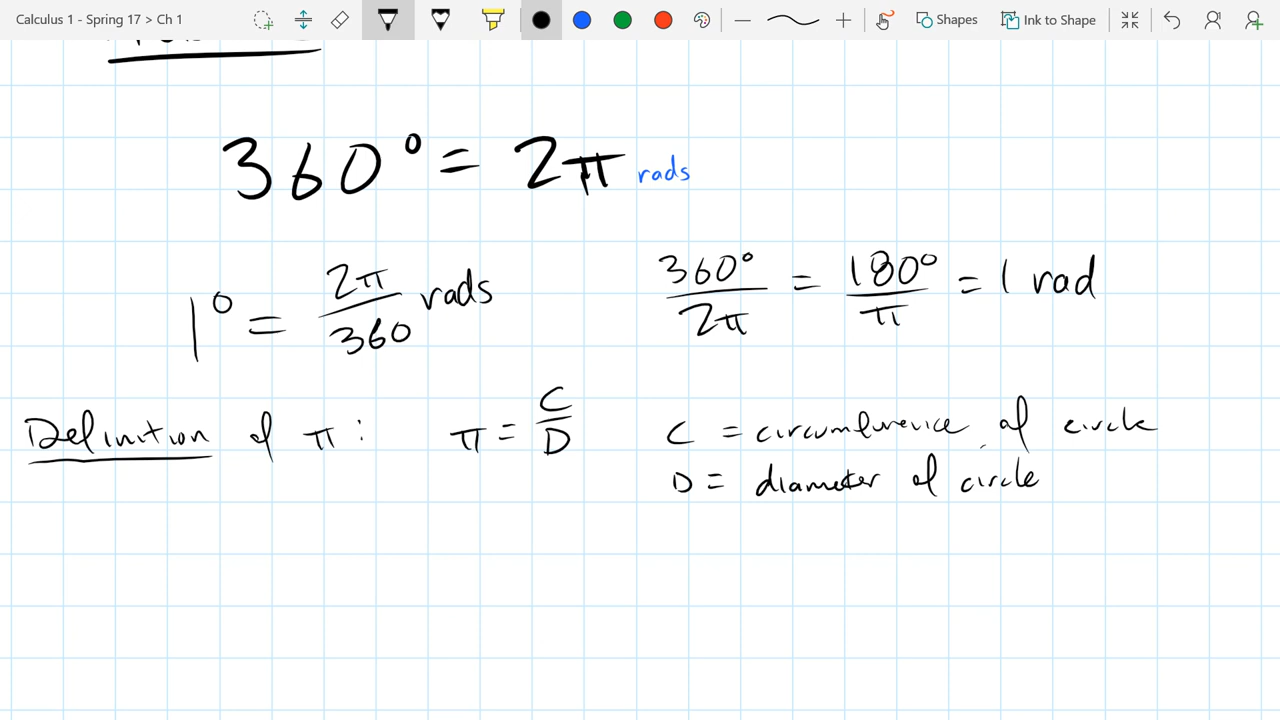 Calculus 1 - Spring 17 > Ch 1
Shapes
Ink to Shape
360° = 2π rads
1° = 2π/360 rads
360°/2π = 180°/π = 1 rad
Definition of π : π = C/D
C = circumference of circle
D = diameter of circle